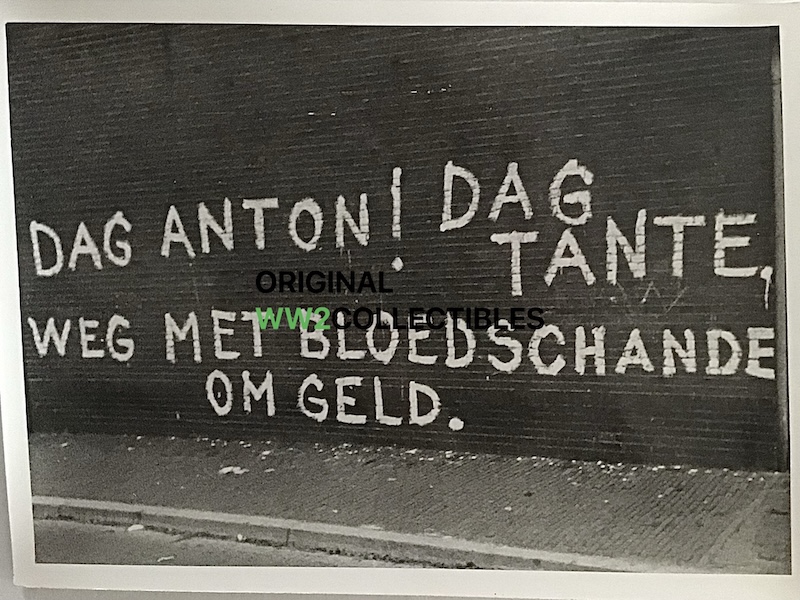 DAG ANTON! DAG
TANTE,
WEG MET BLOEDSCHANDE
OM GELD.
ORIGINAL
WW2COLLECTIBLES